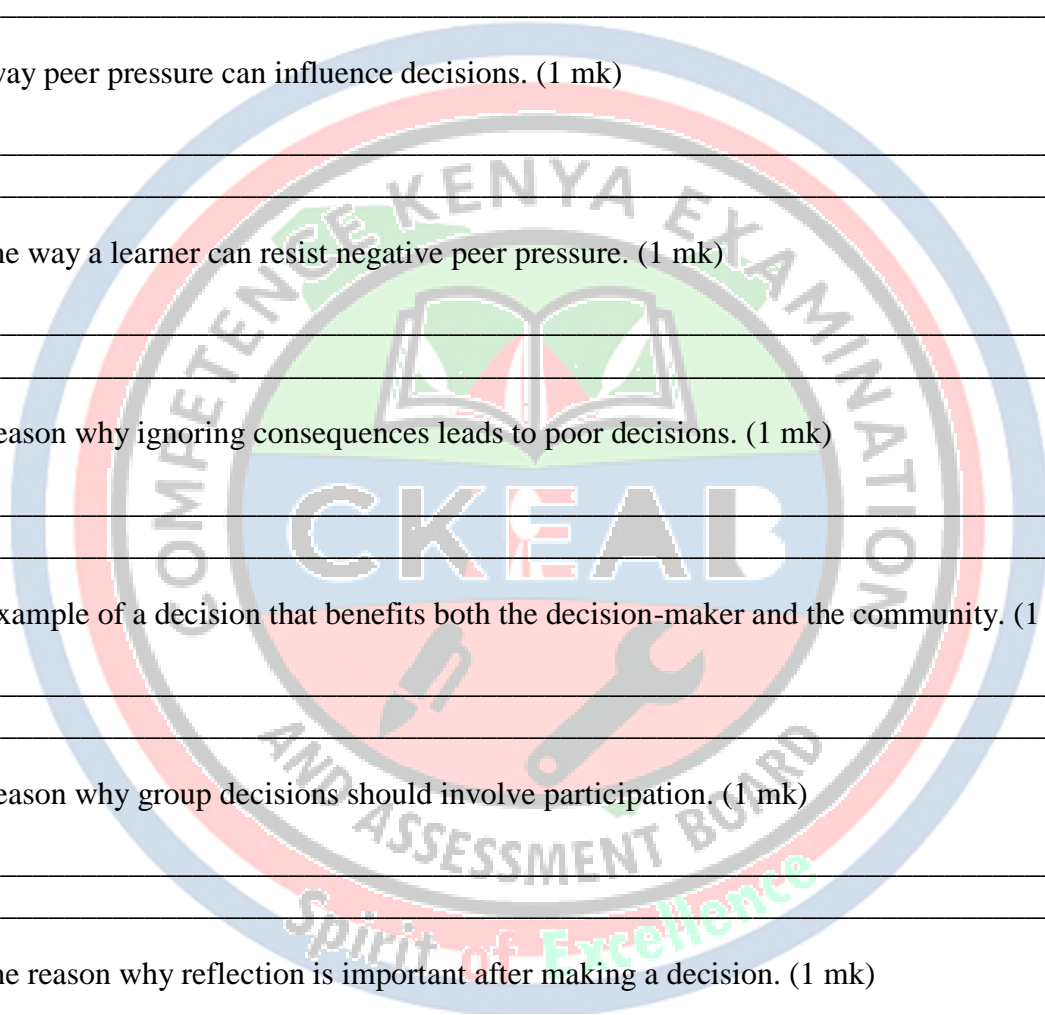 way peer pressure can influence decisions. (1 mk)
ne way a learner can resist negative peer pressure. (1 mk)
eason why ignoring consequences leads to poor decisions. (1 mk)
xample of a decision that benefits both the decision-maker and the community. (1
eason why group decisions should involve participation. (1 mk)
ne reason why reflection is important after making a decision. (1 mk)
COMPETENCE KENYA EXAMINATION
CKEAB
AND ASSESSMENT BOARD
Spirit of Excellence